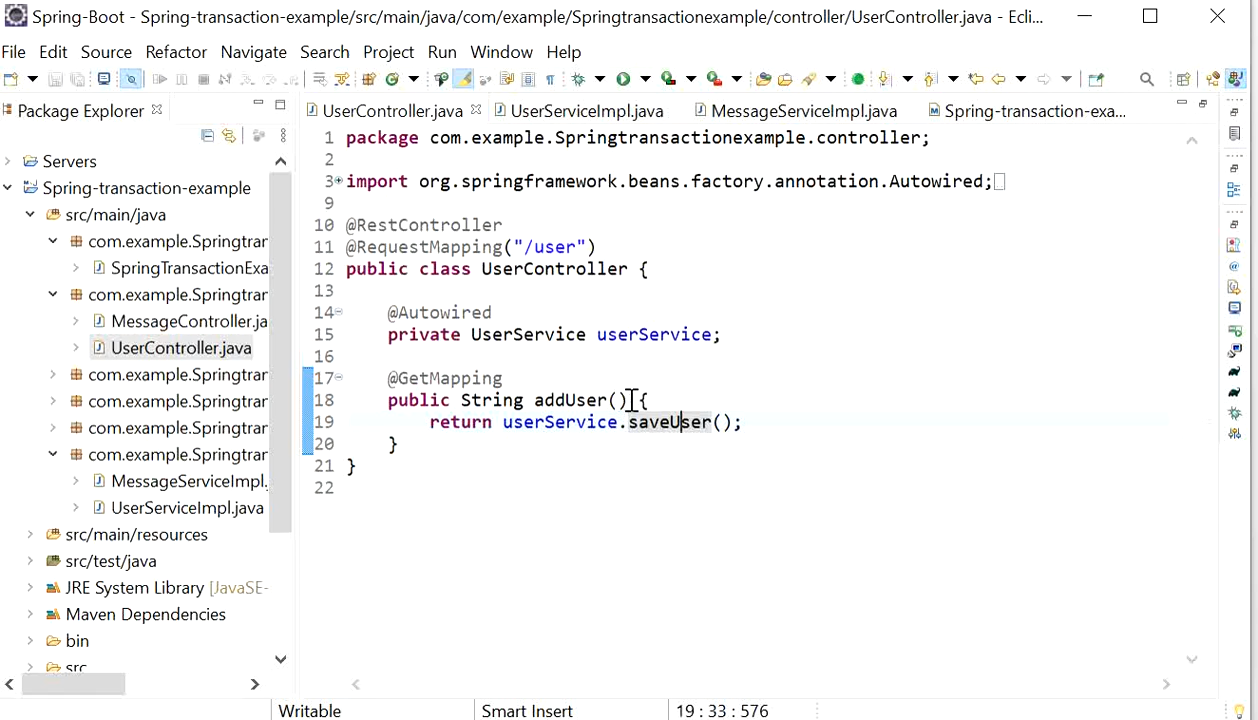 Spring-Boot - Spring-transaction-example/src/main/java/com/example/Springtransactionexample/controller/UserController.java - Ecli...
File Edit Source Refactor Navigate Search Project Run Window Help
Package Explorer
UserController.java
UserServiceImpl.java
MessageServiceImpl.java
Spring-transaction-exa...
Servers
Spring-transaction-example
src/main/java
com.example.Springtrar
SpringTransactionExa
com.example.Springtrar
MessageController.ja
UserController.java
com.example.Springtrar
com.example.Springtrar
com.example.Springtrar
com.example.Springtrar
MessageServiceImpl.
UserServiceImpl.java
src/main/resources
src/test/java
JRE System Library [JavaSE-
Maven Dependencies
bin
src
1 package com.example.Springtransactionexample.controller;
2
3 import org.springframework.beans.factory.annotation.Autowired;
9
10 @RestController
11 @RequestMapping("/user")
12 public class UserController {
13
14 @Autowired
15 private UserService userService;
16
17 @GetMapping
18 public String addUser() {
19 return userService.saveUser();
20 }
21 }
22
Writable
Smart Insert
19 : 33 : 576